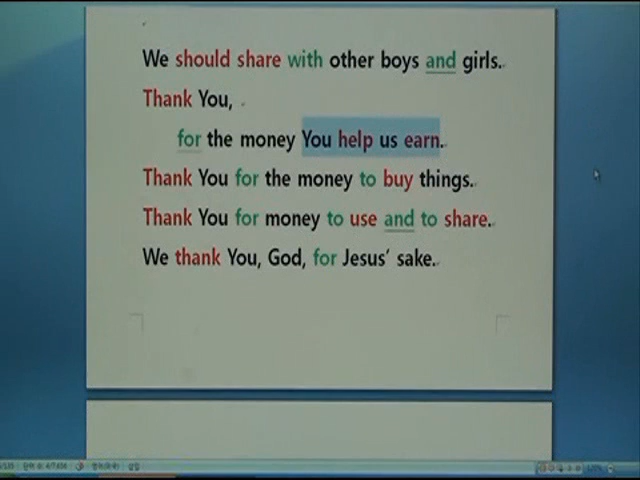 We should share with other boys and girls.
Thank You,
for the money You help us earn.
Thank You for the money to buy things.
Thank You for money to use and to share.
We thank You, God, for Jesus' sake.